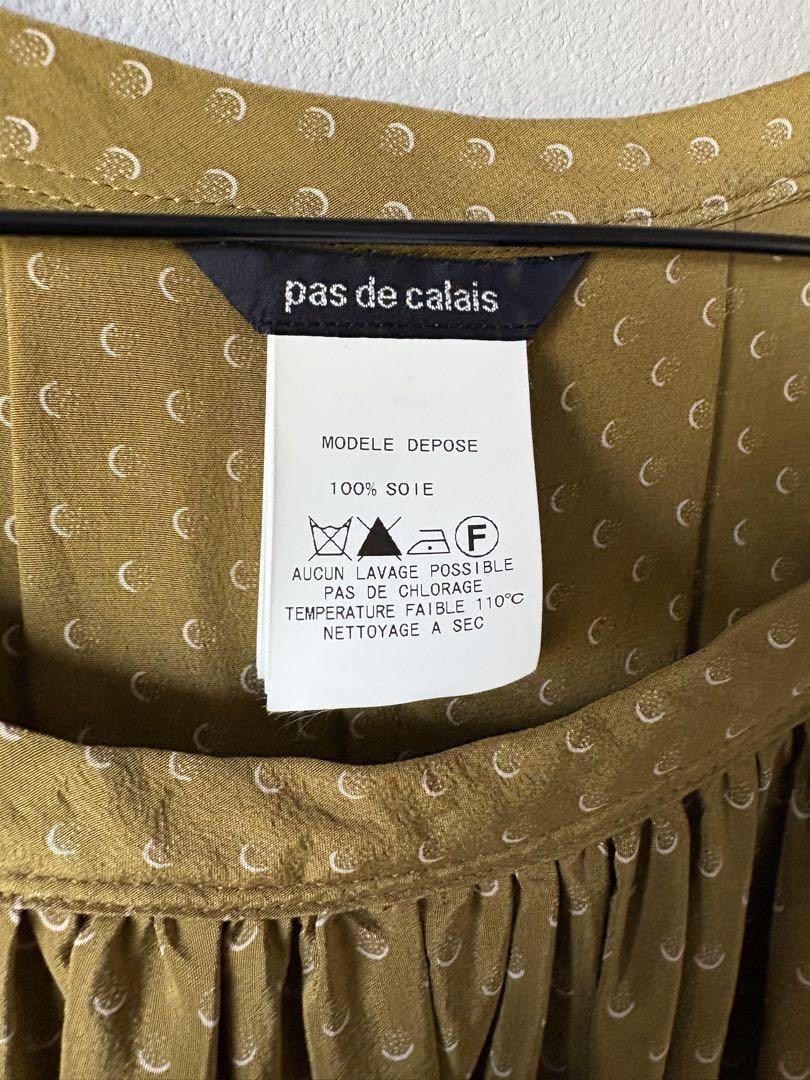 pas de calais
MODELE DEPOSE
100% SOIE
F
AUCUN LAVAGE POSSIBLE
PAS DE CHLORAGE
TEMPERATURE FAIBLE 110°C
NETTOYAGE A SEC